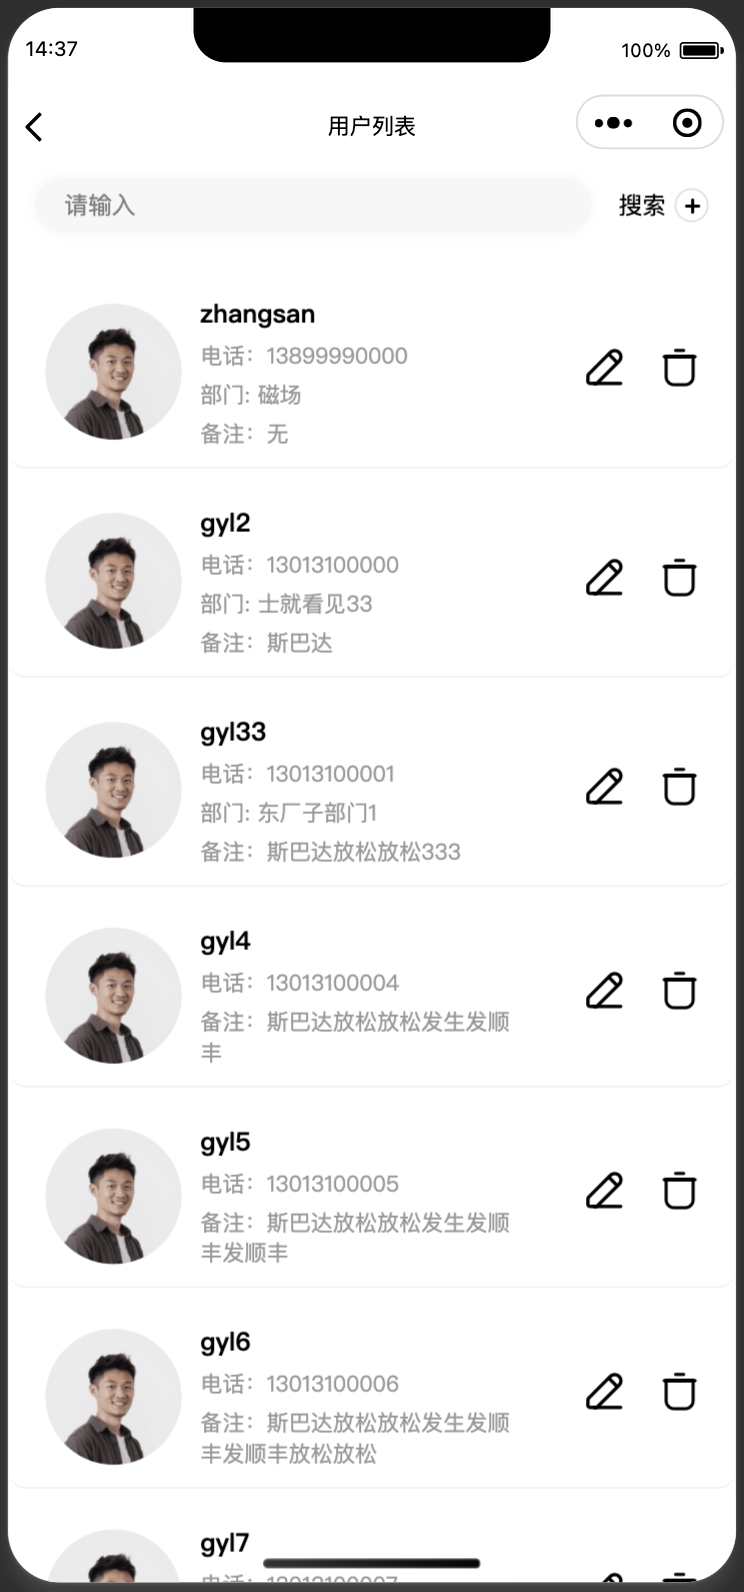 14:37
100%
用户列表
请输入
搜索
zhangsan
电话：13899990000
部门: 磁场
备注：无
gyl2
电话：13013100000
部门: 士就看见33
备注：斯巴达
gyl33
电话：13013100001
部门: 东厂子部门1
备注：斯巴达放松放松333
gyl4
电话：13013100004
备注：斯巴达放松放松发生发顺
丰
gyl5
电话：13013100005
备注：斯巴达放松放松发生发顺
丰发顺丰
gyl6
电话：13013100006
备注：斯巴达放松放松发生发顺
丰发顺丰放松放松
gyl7